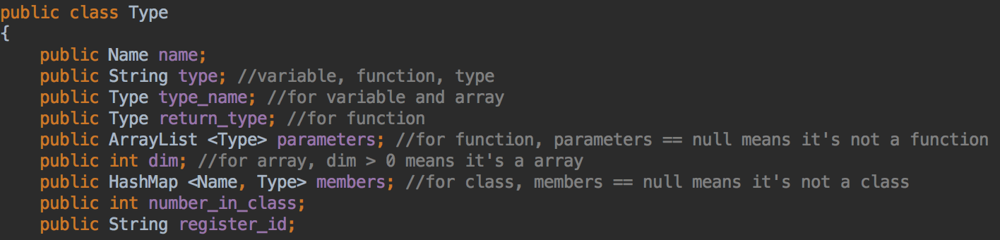 public class Type
{
    public Name name;
    public String type; //variable, function, type
    public Type type_name; //for variable and array
    public Type return_type; //for function
    public ArrayList <Type> parameters; //for function, parameters == null means it's not a function
    public int dim; //for array, dim > 0 means it's a array
    public HashMap <Name, Type> members; //for class, members == null means it's not a class
    public int number_in_class;
    public String register_id;